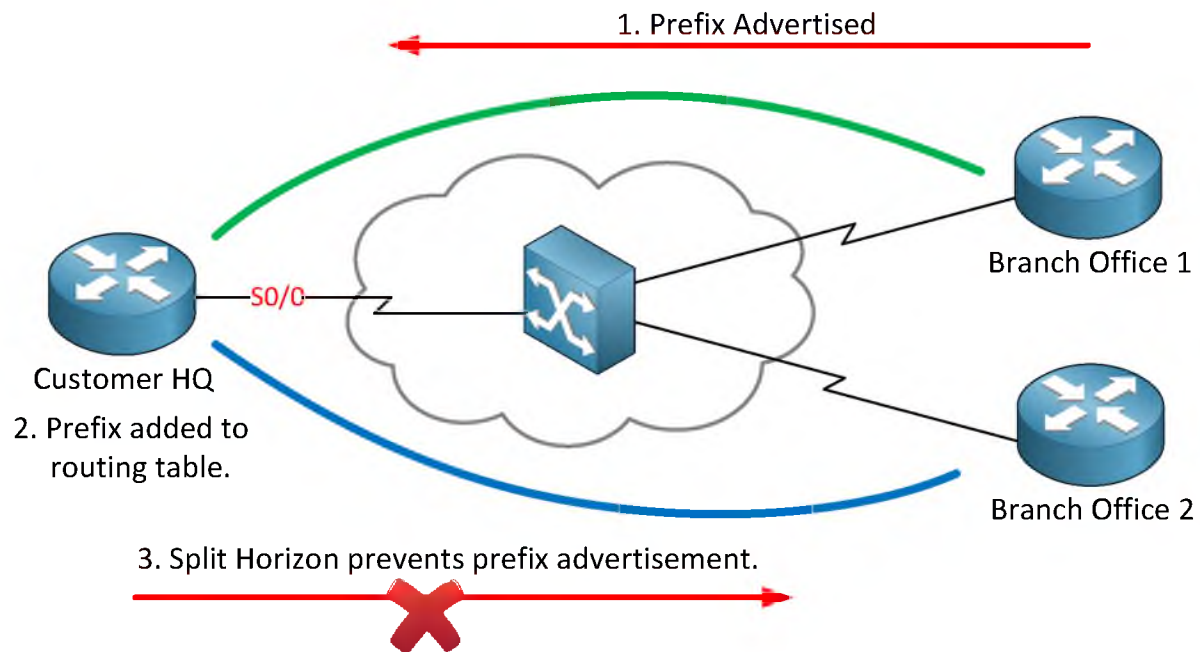 1. Prefix Advertised
Branch Office 1
S0/0
Customer HQ
2. Prefix added to
routing table.
Branch Office 2
3. Split Horizon prevents prefix advertisement.